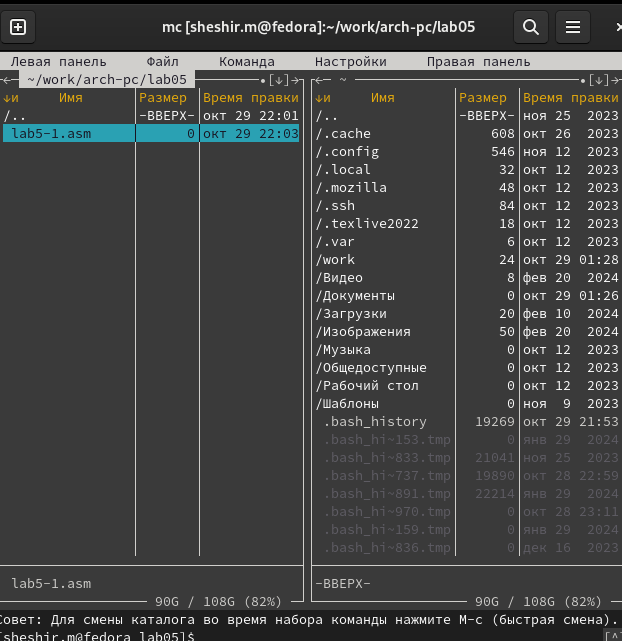 mc [sheshir.m@fedora]:~/work/arch-pc/lab05
Левая панель Файл Команда Настройки Правая панель
~/work/arch-pc/lab05 [↓]
↓и Имя Размер Время правки
/.. -ВВЕРХ- окт 29 22:01
lab5-1.asm 0 окт 29 22:03
lab5-1.asm
90G / 108G (82%)
~ [↓]
↓и Имя Размер Время правки
/.. -ВВЕРХ- ноя 25 2023
/.cache 608 окт 26 2023
/.config 546 ноя 12 2023
/.local 32 окт 12 2023
/.mozilla 48 окт 12 2023
/.ssh 84 окт 12 2023
/.texlive2022 18 окт 12 2023
/.var 6 окт 12 2023
/work 24 окт 29 01:28
/Видео 8 фев 20 2024
/Документы 0 окт 29 01:26
/Загрузки 20 фев 10 2024
/Изображения 50 фев 20 2024
/Музыка 0 окт 12 2023
/Общедоступные 0 окт 12 2023
/Рабочий стол 0 окт 12 2023
/Шаблоны 0 ноя 9 2023
.bash_history 19269 окт 29 21:53
.bash_hi~153.tmp 0 янв 29 2024
.bash_hi~833.tmp 21041 ноя 25 2023
.bash_hi~737.tmp 19890 окт 28 22:59
.bash_hi~891.tmp 22214 янв 29 2024
.bash_hi~970.tmp 0 окт 28 23:11
.bash_hi~159.tmp 0 янв 29 2024
.bash_hi~836.tmp 0 дек 16 2023
-ВВЕРХ-
90G / 108G (82%)
Совет: Для смены каталога во время набора команды нажмите M-c (быстрая смена).
[sheshir.m@fedora lab05]$ [^]